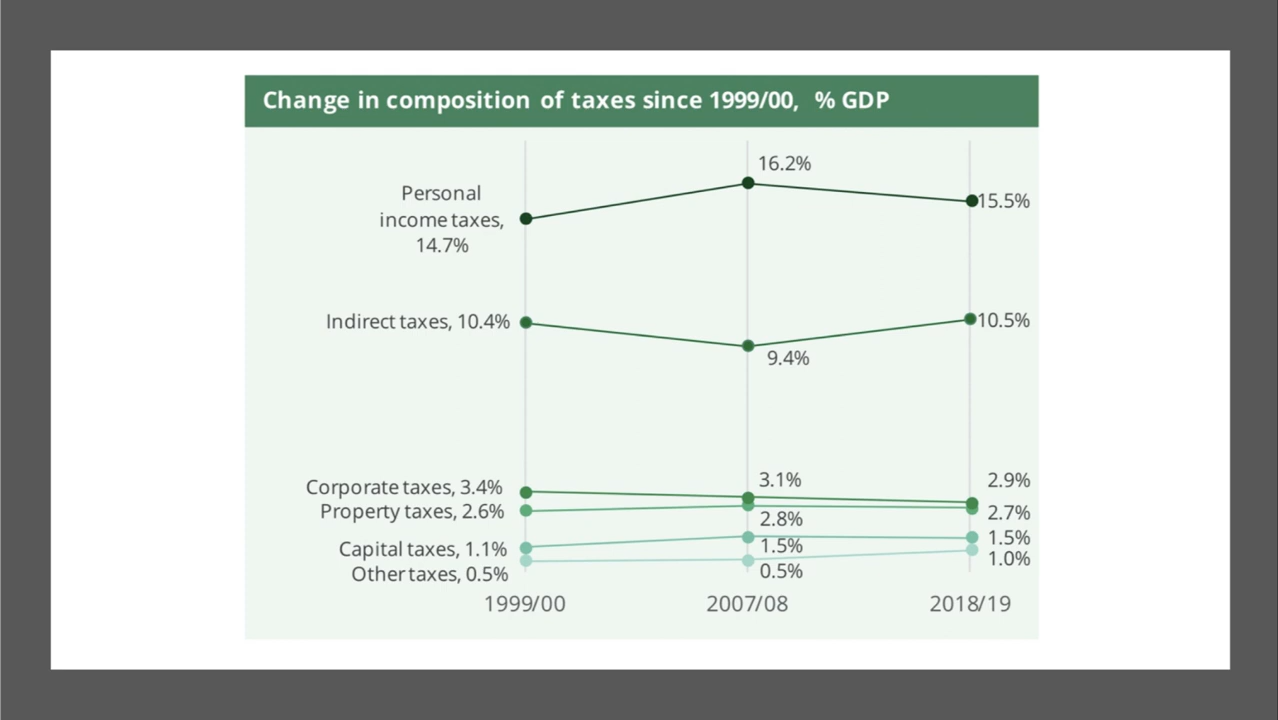 Change in composition of taxes since 1999/00, % GDP
16.2%
Personal
income taxes,
14.7%
15.5%
Indirect taxes, 10.4%
10.5%
9.4%
Corporate taxes, 3.4%
3.1%
2.9%
Property taxes, 2.6%
2.8%
2.7%
Capital taxes, 1.1%
1.5%
1.5%
Other taxes, 0.5%
0.5%
1.0%
1999/00
2007/08
2018/19